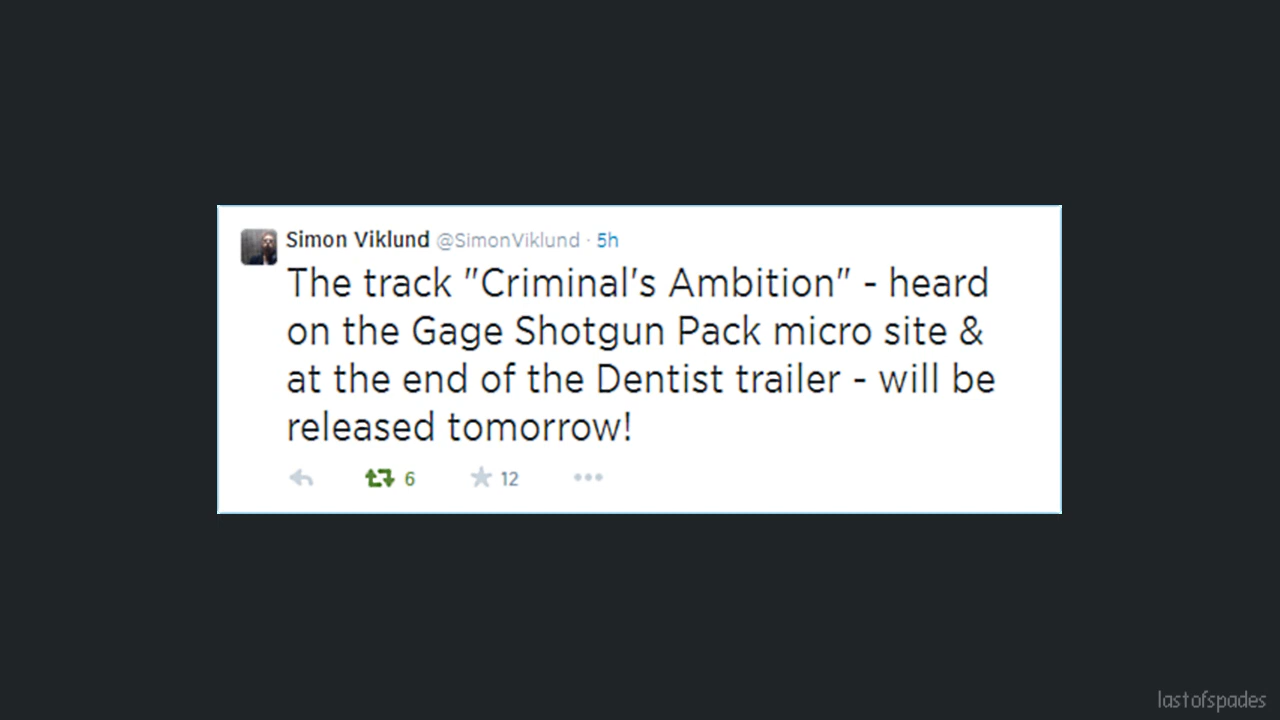 Simon Viklund @SimonViklund · 5h
The track "Criminal's Ambition" - heard
on the Gage Shotgun Pack micro site &
at the end of the Dentist trailer - will be
released tomorrow!
6 12
lastofspades